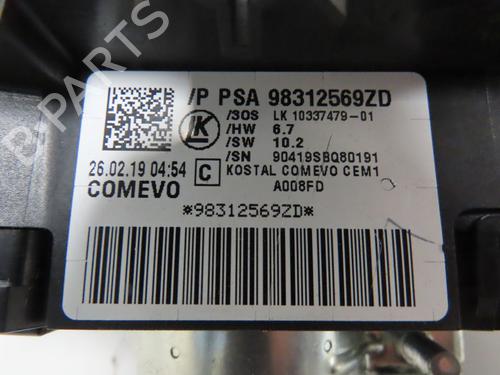 /P PSA 98312569ZD
/SOS LK 10337479-01
/HW 6.7
/SW 10.2
/SN 90419SBQ80191
26.02.19 04:54 C KOSTAL COMEVO CEM1
COMEVO A008FD
*98312569ZD*
B-PARTS